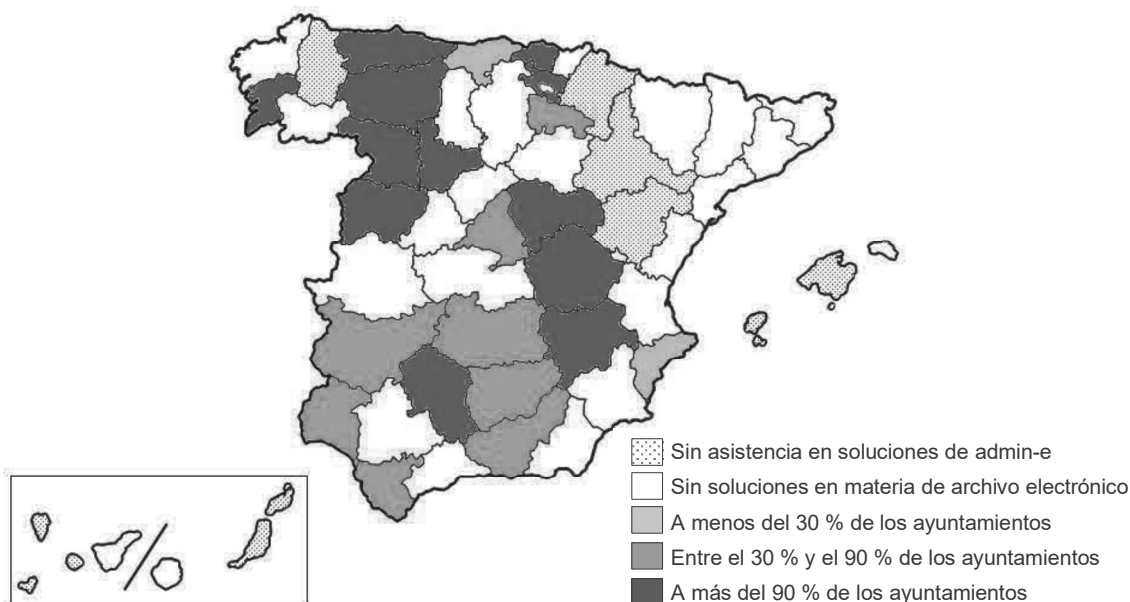 Sin asistencia en soluciones de admin-e
Sin soluciones en materia de archivo electrónico
A menos del 30 % de los ayuntamientos
Entre el 30 % y el 90 % de los ayuntamientos
A más del 90 % de los ayuntamientos